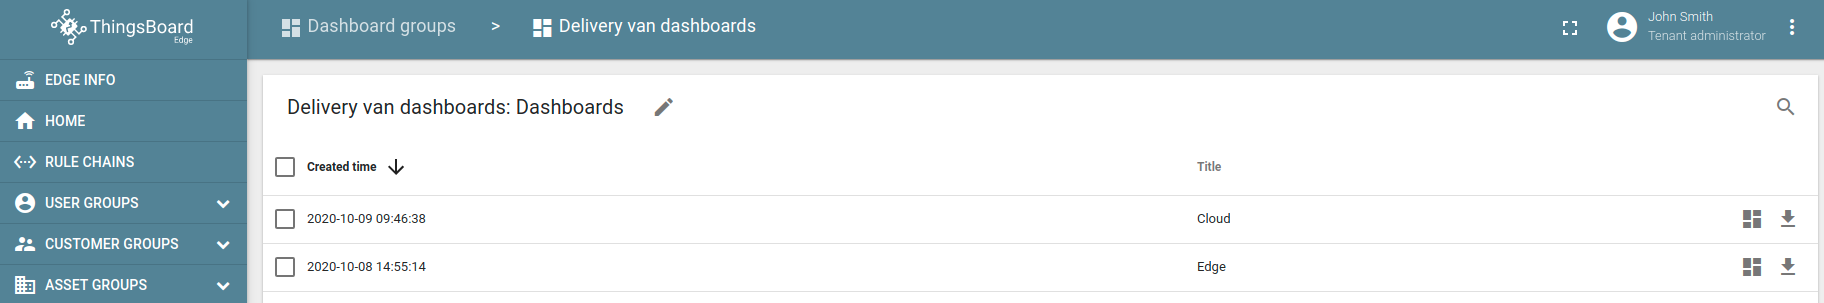 ThingsBoard
Edge
EDGE INFO
HOME
RULE CHAINS
USER GROUPS
CUSTOMER GROUPS
ASSET GROUPS
Dashboard groups > Delivery van dashboards
John Smith
Tenant administrator
Delivery van dashboards: Dashboards
Created time Title
2020-10-09 09:46:38 Cloud
2020-10-08 14:55:14 Edge